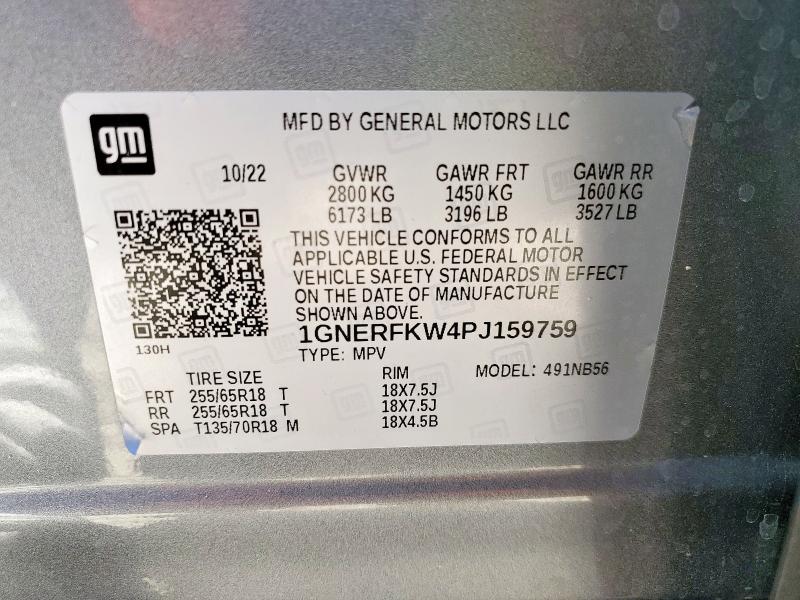 gm
MFD BY GENERAL MOTORS LLC
10/22 GVWR GAWR FRT GAWR RR
2800 KG 1450 KG 1600 KG
6173 LB 3196 LB 3527 LB
THIS VEHICLE CONFORMS TO ALL
APPLICABLE U.S. FEDERAL MOTOR
VEHICLE SAFETY STANDARDS IN EFFECT
ON THE DATE OF MANUFACTURE
SHOWN ABOVE.
1GNERFKW4PJ159759
130H
TYPE: MPV
MODEL: 491NB56
TIRE SIZE RIM
FRT 255/65R18 T 18X7.5J
RR 255/65R18 T 18X7.5J
SPA T135/70R18 M 18X4.5B